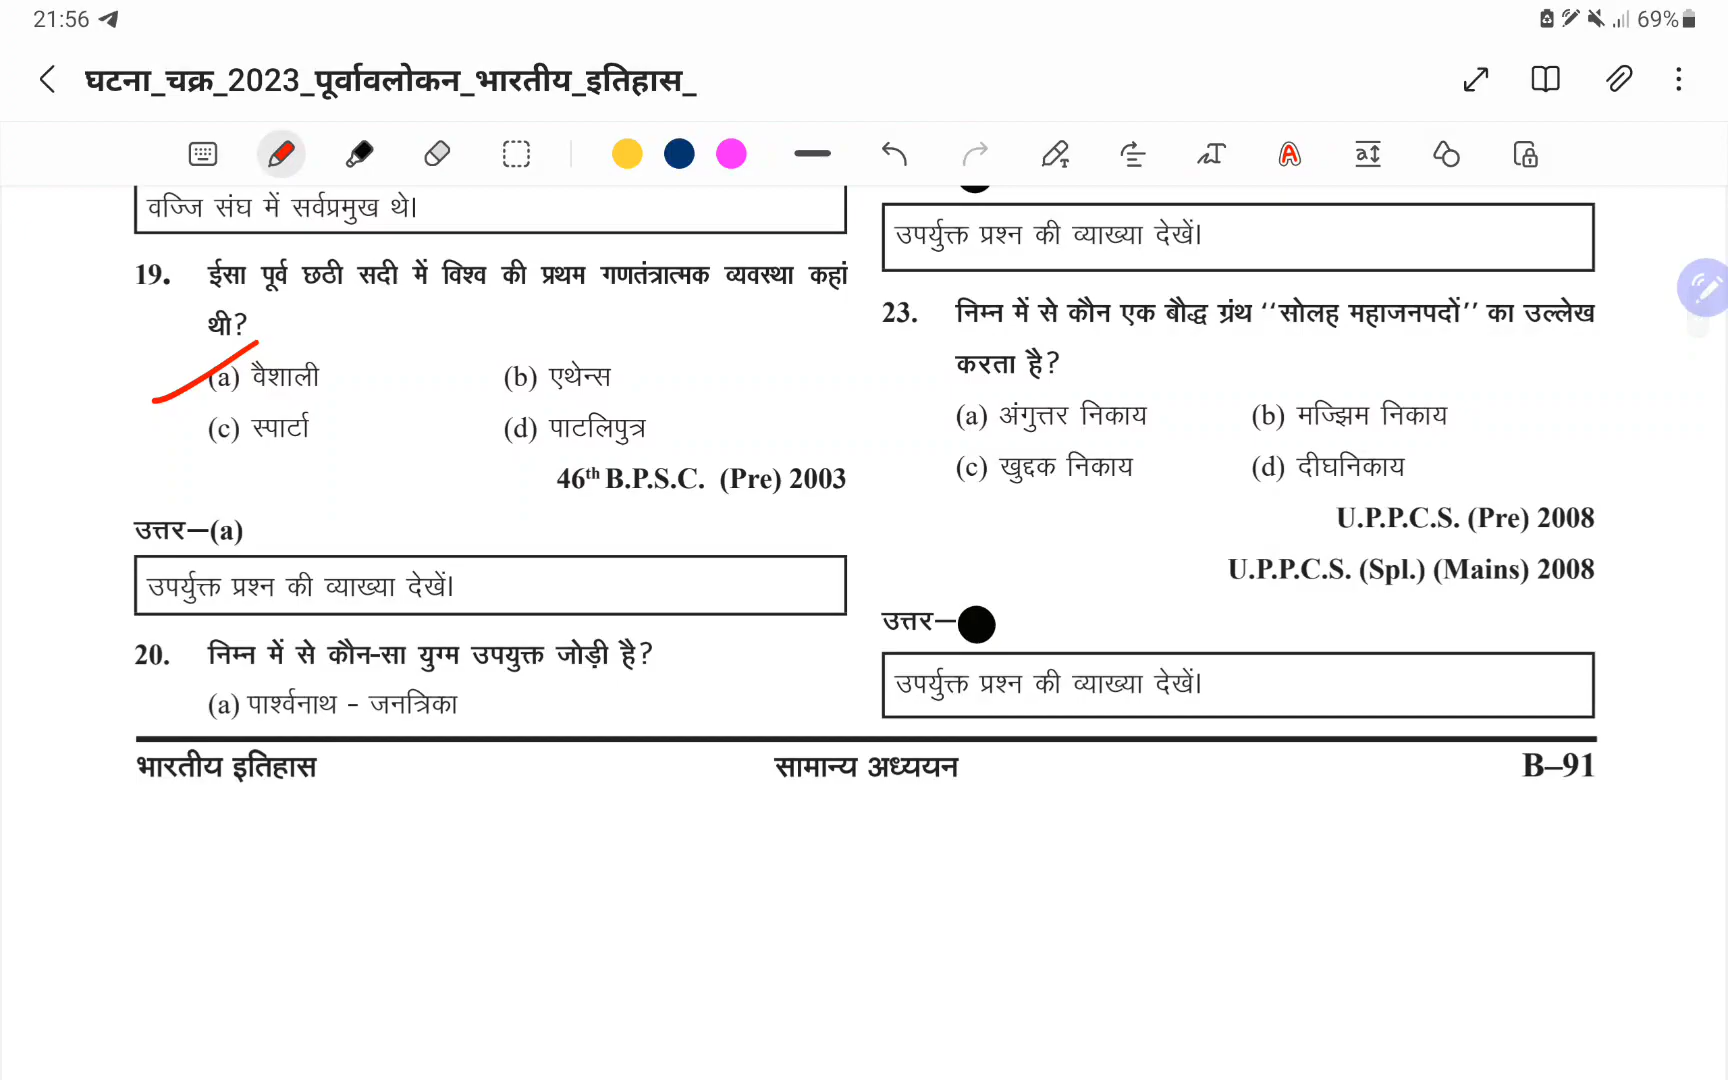 21:56
69%
घटना_चक्र_2023_पूर्वावलोकन_भारतीय_इतिहास_
वज्जि संघ में सर्वप्रमुख थे।
19. ईसा पूर्व छठी सदी में विश्व की प्रथम गणतंत्रात्मक व्यवस्था कहां
थी?
(a) वैशाली (b) एथेन्स
(c) स्पार्टा (d) पाटलिपुत्र
46th B.P.S.C. (Pre) 2003
उत्तर—(a)
उपर्युक्त प्रश्न की व्याख्या देखें।
20. निम्न में से कौन-सा युग्म उपयुक्त जोड़ी है?
(a) पार्श्वनाथ - जनत्रिका
उपर्युक्त प्रश्न की व्याख्या देखें।
23. निम्न में से कौन एक बौद्ध ग्रंथ ‘‘सोलह महाजनपदों’’ का उल्लेख
करता है?
(a) अंगुत्तर निकाय (b) मज्झिम निकाय
(c) खुद्दक निकाय (d) दीघनिकाय
U.P.P.C.S. (Pre) 2008
U.P.P.C.S. (Spl.) (Mains) 2008
उत्तर—
उपर्युक्त प्रश्न की व्याख्या देखें।
भारतीय इतिहास सामान्य अध्ययन B–91